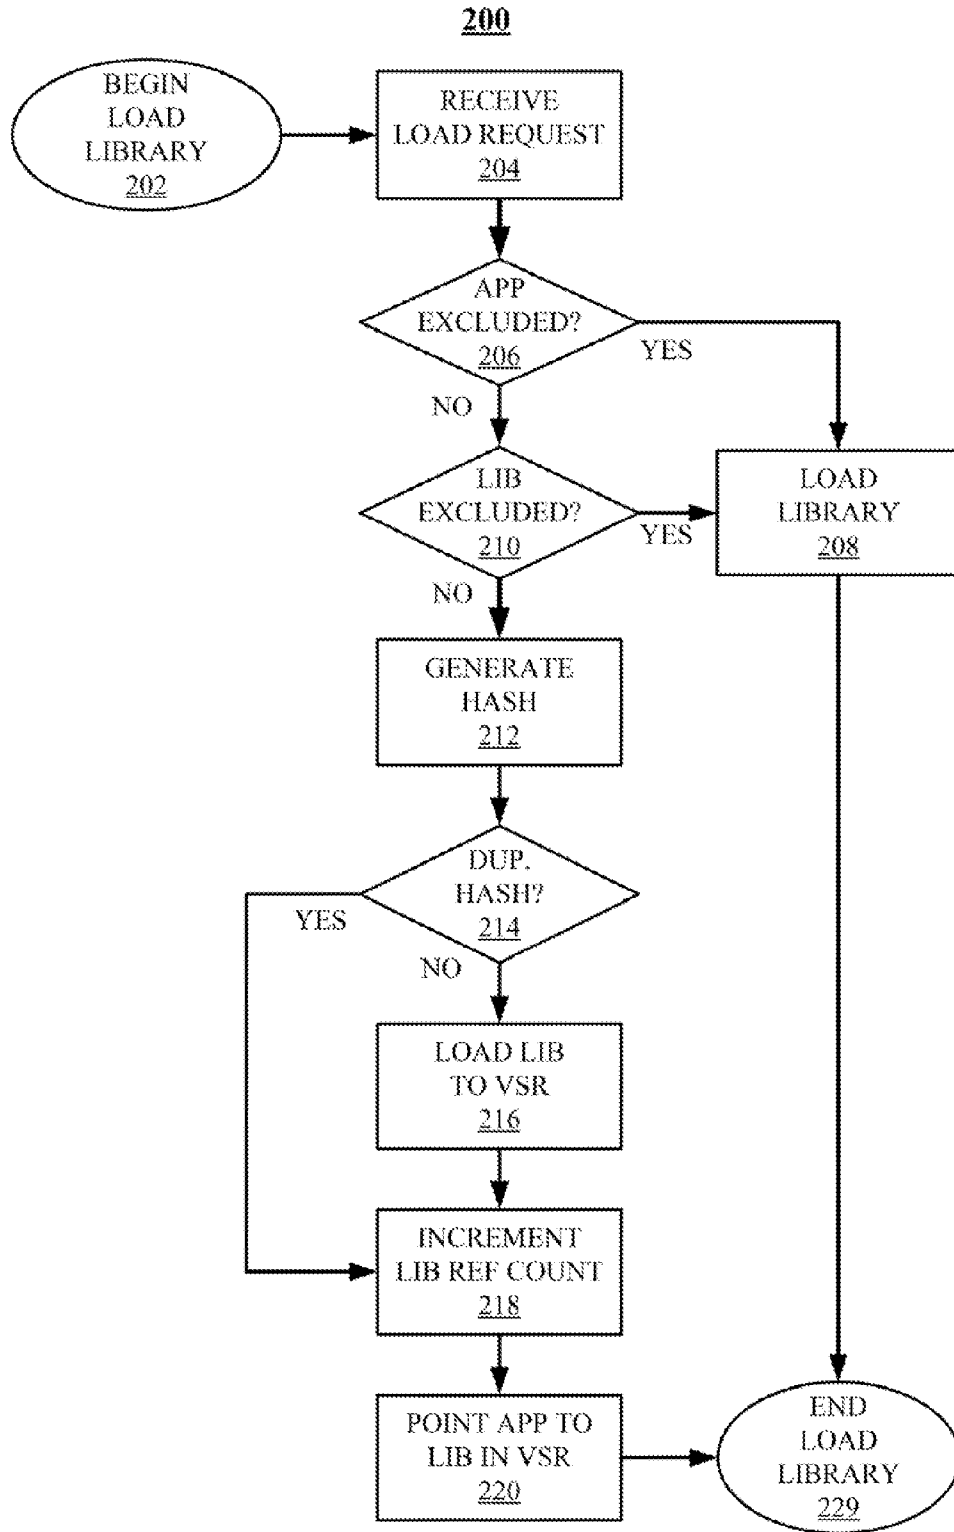 200
BEGIN
LOAD
LIBRARY
202
RECEIVE
LOAD REQUEST
204
APP
EXCLUDED?
206
YES
NO
LIB
EXCLUDED?
210
YES
NO
LOAD
LIBRARY
208
GENERATE
HASH
212
DUP.
HASH?
214
YES
NO
LOAD LIB
TO VSR
216
INCREMENT
LIB REF COUNT
218
POINT APP TO
LIB IN VSR
220
END
LOAD
LIBRARY
229